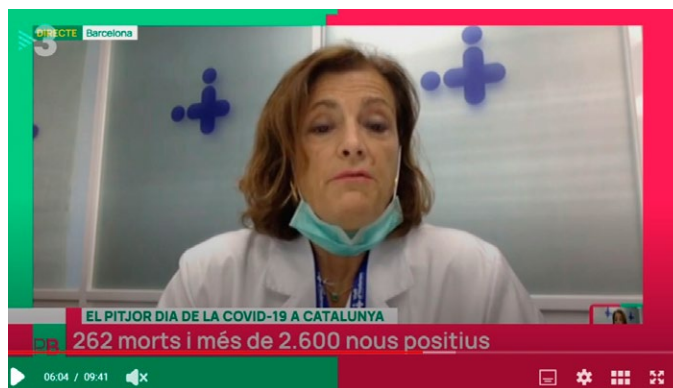 3
DIRECTE Barcelona
EL PITJOR DIA DE LA COVID-19 A CATALUNYA
262 morts i més de 2.600 nous positius
06:04 / 09:41